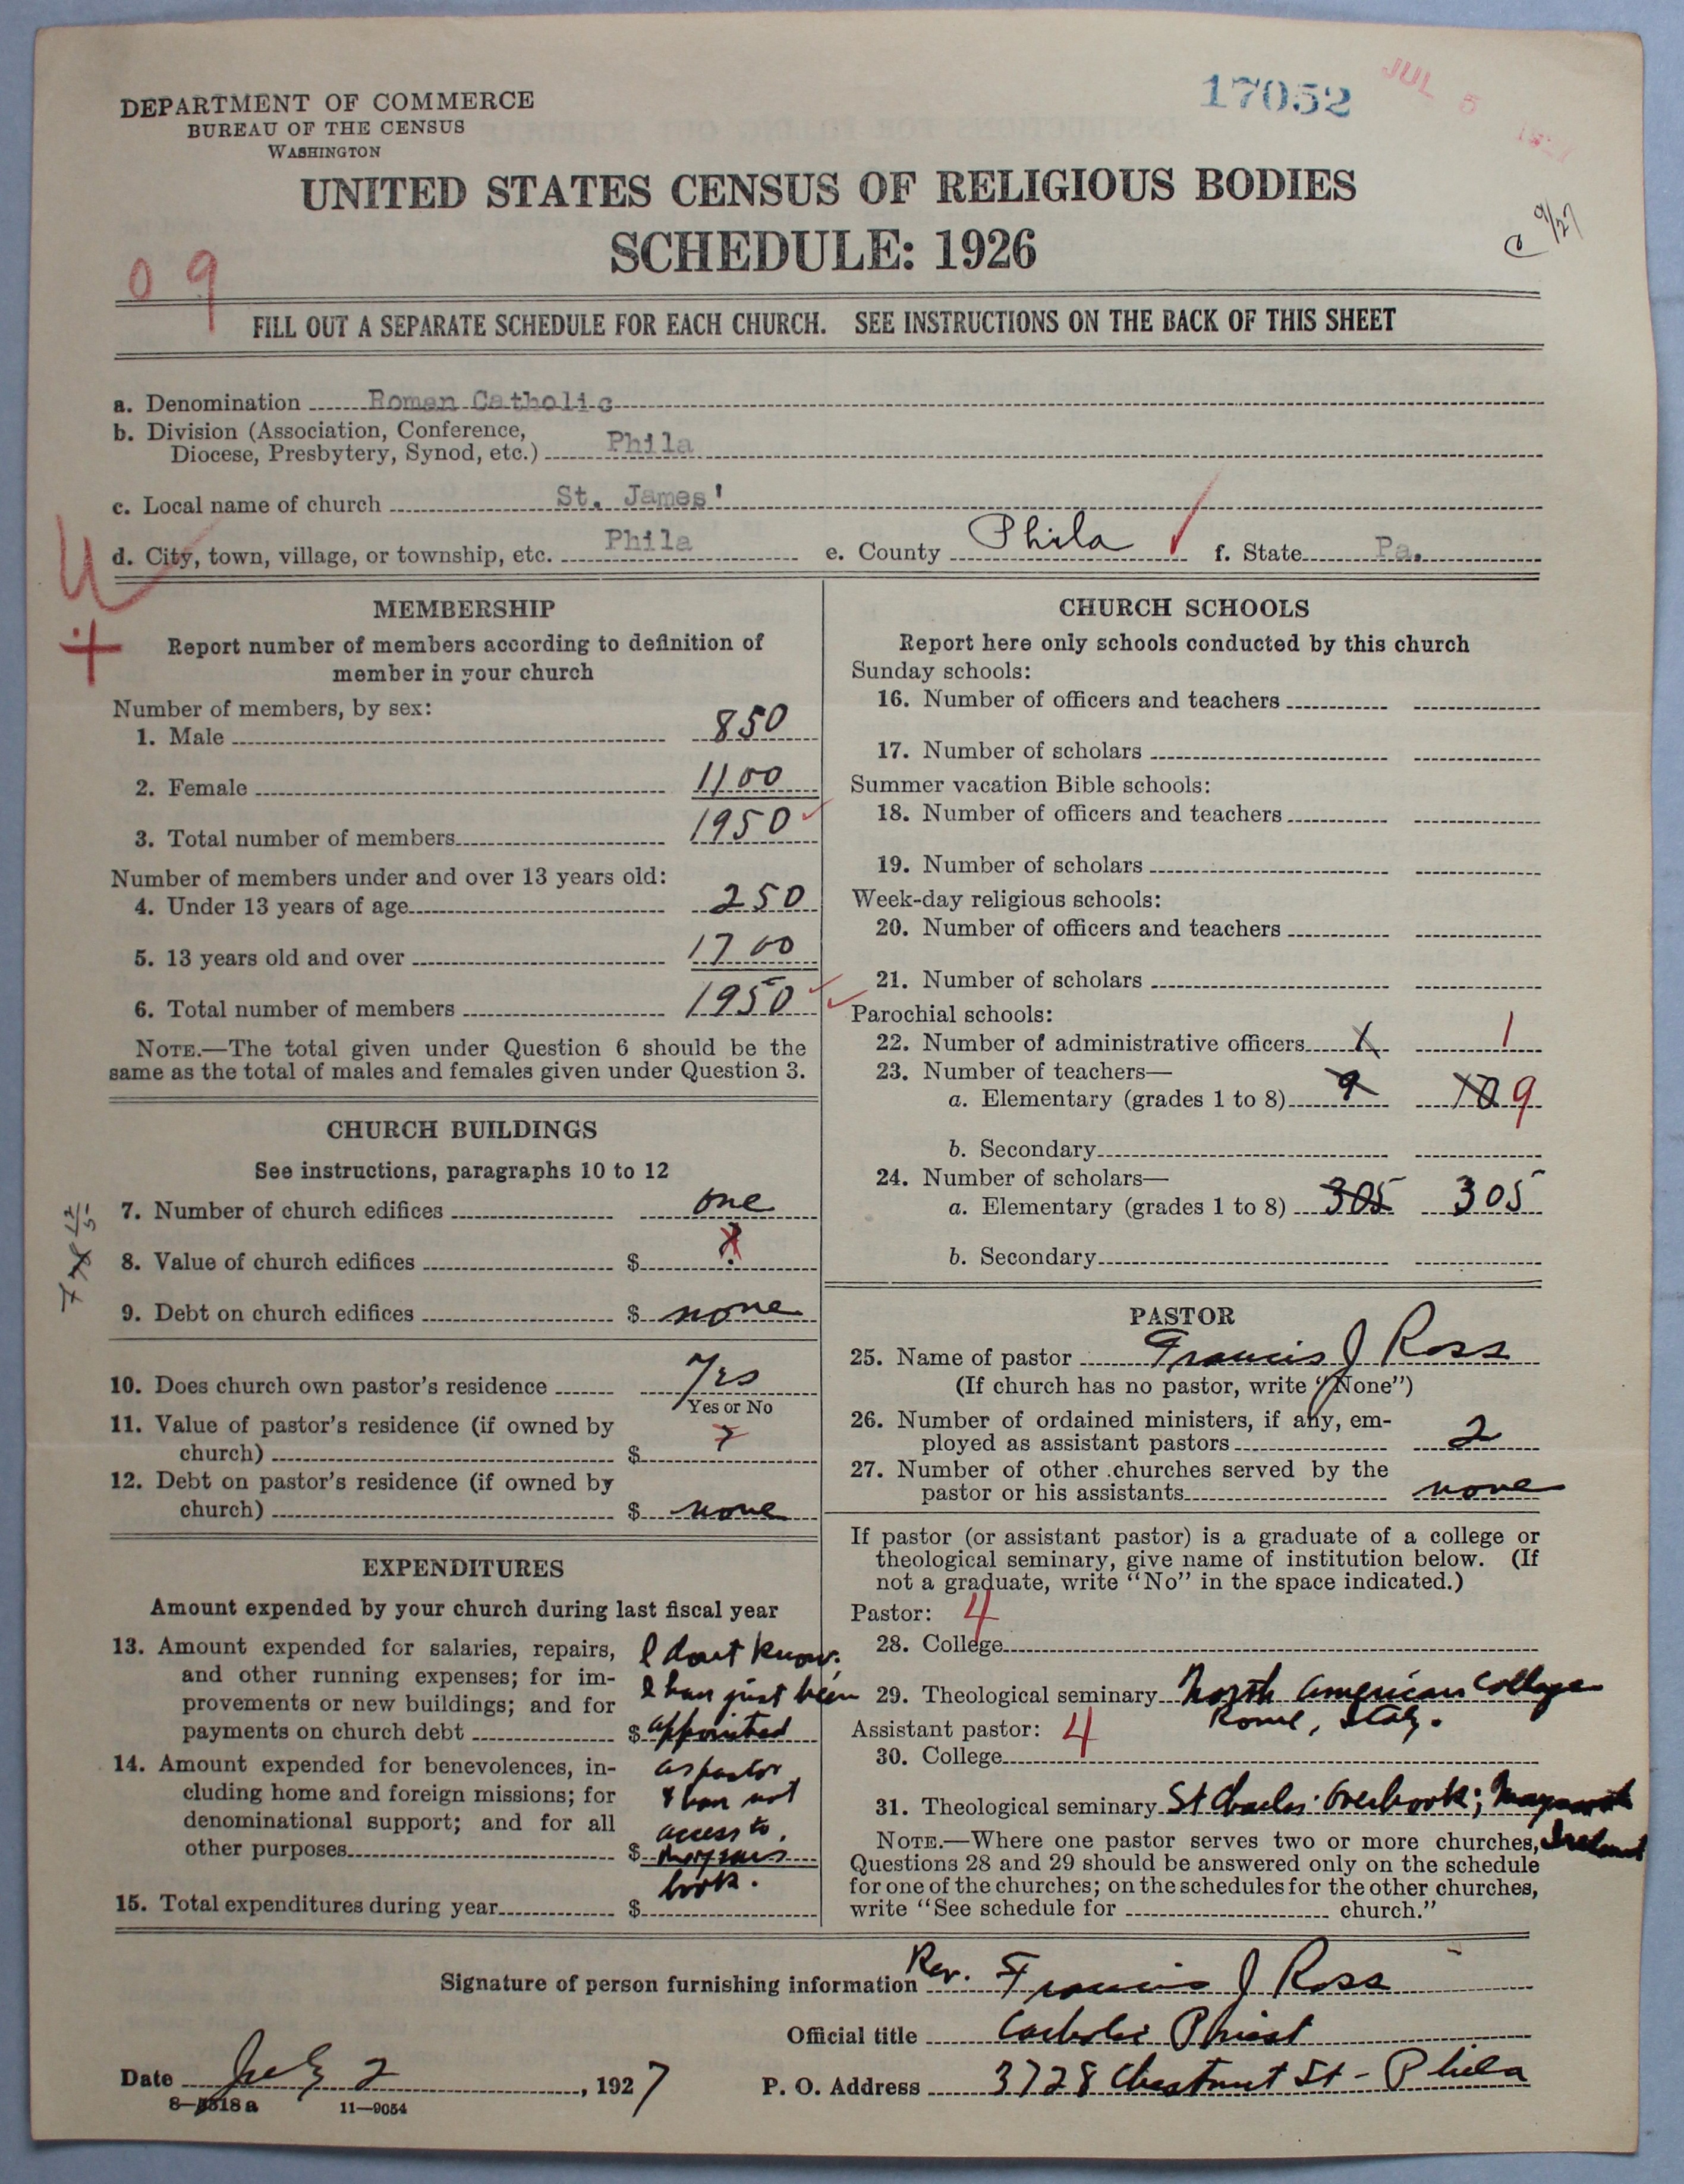 DEPARTMENT OF COMMERCE
BUREAU OF THE CENSUS
WASHINGTON
17052
JUL 5
UNITED STATES CENSUS OF RELIGIOUS BODIES
SCHEDULE: 1926
C 9/27
09
FILL OUT A SEPARATE SCHEDULE FOR EACH CHURCH. SEE INSTRUCTIONS ON THE BACK OF THIS SHEET
a. Denomination Roman Catholic
b. Division (Association, Conference,
Diocese, Presbytery, Synod, etc.) Phila
c. Local name of church St. James'
d. City, town, village, or township, etc. Phila e. County Phila f. State Pa.
MEMBERSHIP
Report number of members according to definition of
member in your church
Number of members, by sex:
1. Male 850
2. Female 1100
3. Total number of members 1950
Number of members under and over 13 years old:
4. Under 13 years of age 250
5. 13 years old and over 1700
6. Total number of members 1950
NOTE.—The total given under Question 6 should be the
same as the total of males and females given under Question 3.
CHURCH BUILDINGS
See instructions, paragraphs 10 to 12
7. Number of church edifices one
8. Value of church edifices $ ?
9. Debt on church edifices $ none
10. Does church own pastor's residence Yes
Yes or No
11. Value of pastor's residence (if owned by
church) $ ?
12. Debt on pastor's residence (if owned by
church) $ none
EXPENDITURES
Amount expended by your church during last fiscal year
13. Amount expended for salaries, repairs, I dont know.
and other running expenses; for im- I have just been
provements or new buildings; and for
payments on church debt $ appointed
14. Amount expended for benevolences, in- as pastor
cluding home and foreign missions; for & have not
denominational support; and for all access to
other purposes $
book.
15. Total expenditures during year $
CHURCH SCHOOLS
Report here only schools conducted by this church
Sunday schools:
16. Number of officers and teachers
17. Number of scholars
Summer vacation Bible schools:
18. Number of officers and teachers
19. Number of scholars
Week-day religious schools:
20. Number of officers and teachers
21. Number of scholars
Parochial schools:
22. Number of administrative officers 1 1
23. Number of teachers—
a. Elementary (grades 1 to 8) 9 10 9
b. Secondary
24. Number of scholars—
a. Elementary (grades 1 to 8) 305 305
b. Secondary
PASTOR
25. Name of pastor Francis J Ross
(If church has no pastor, write "None")
26. Number of ordained ministers, if any, em-
ployed as assistant pastors 2
27. Number of other churches served by the
pastor or his assistants none
If pastor (or assistant pastor) is a graduate of a college or
theological seminary, give name of institution below. (If
not a graduate, write "No" in the space indicated.)
Pastor: 4
28. College
29. Theological seminary North American College
Rome, Italy.
Assistant pastor: 4
30. College
31. Theological seminary St Charles Overbrook; Maynooth
Ireland
NOTE.—Where one pastor serves two or more churches,
Questions 28 and 29 should be answered only on the schedule
for one of the churches; on the schedules for the other churches,
write "See schedule for church."
Signature of person furnishing information Rev. Francis J Ross
Official title Catholic Priest
Date July 2, 1927 P. O. Address 3728 Chestnut St - Phila
11—9054